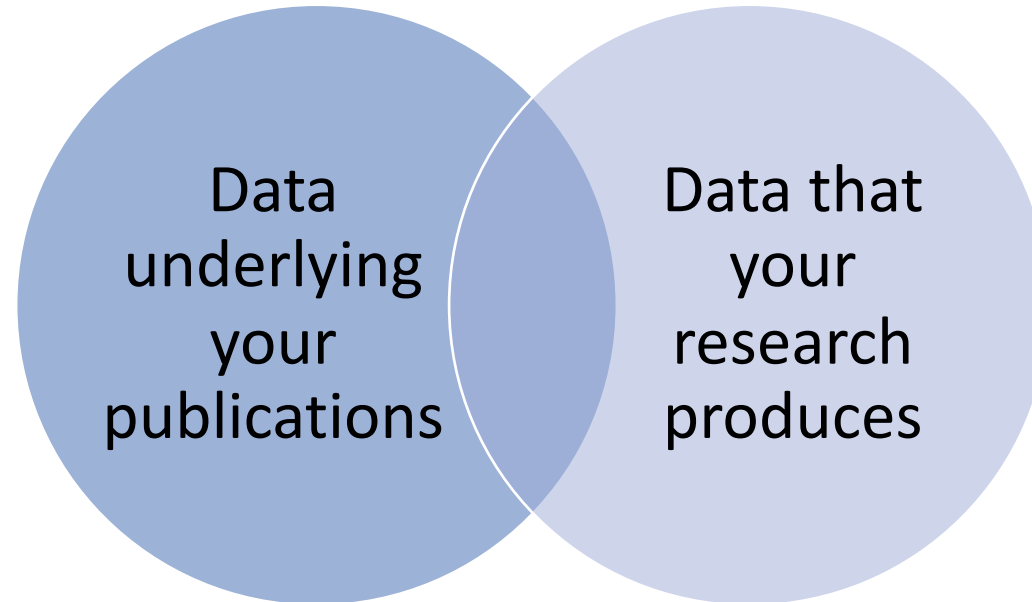 Data
underlying
your
publications
Data that
your
research
produces